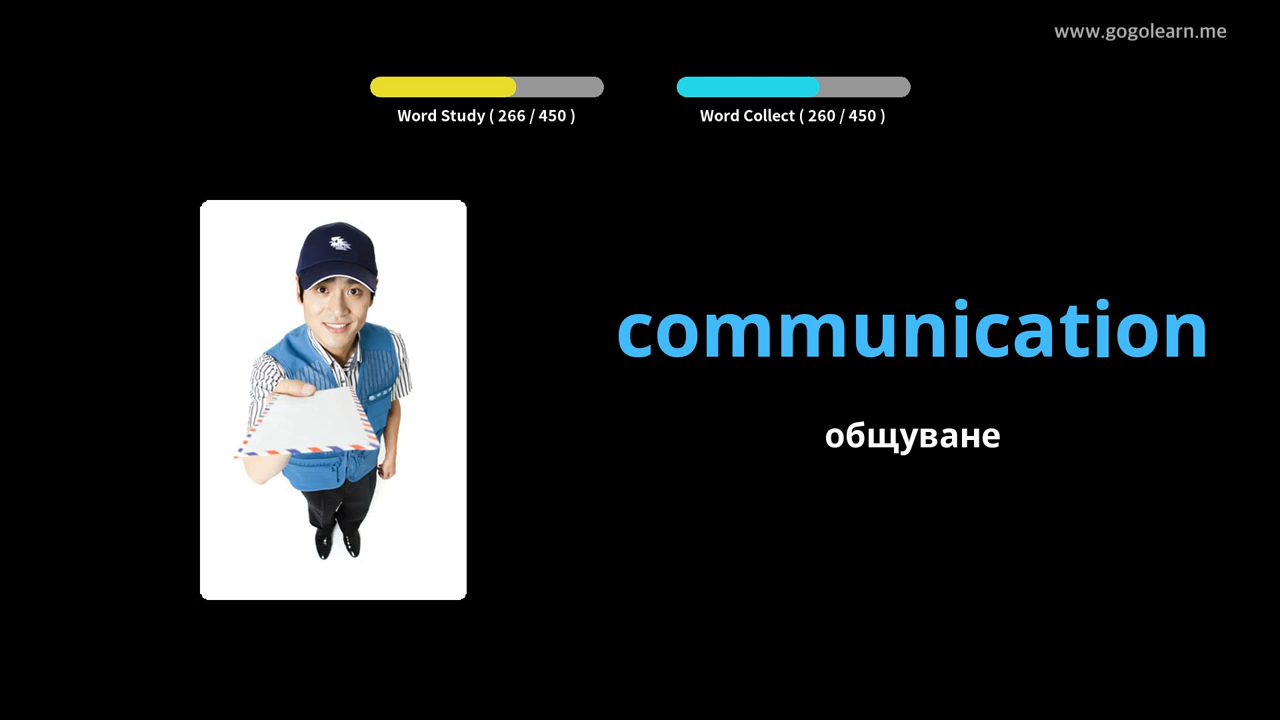 www.gogolearn.me
Word Study ( 266 / 450 )
Word Collect ( 260 / 450 )
communication
общуване